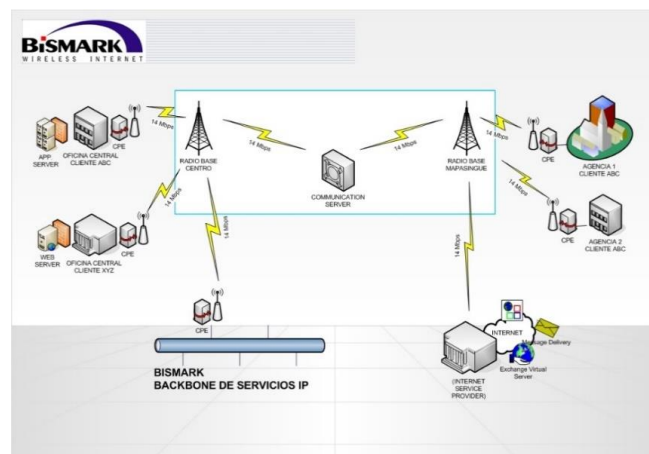 BiSMARK
WIRELESS INTERNET
14 Mbps
14 Mbps
14 Mbps
14 Mbps
APP
SERVER
OFICINA CENTRAL
CLIENTE ABC
CPE
RADIO BASE
CENTRO
14 Mbps
COMMUNICATION
SERVER
RADIO BASE
MAPASINGUE
CPE
AGENCIA 1
CLIENTE ABC
14 Mbps
WEB
SERVER
OFICINA CENTRAL
CLIENTE XYZ
CPE
14 Mbps
14 Mbps
CPE
AGENCIA 2
CLIENTE ABC
CPE
INTERNET
Message Delivery
BISMARK
BACKBONE DE SERVICIOS IP
(INTERNET
SERVICE
PROVIDER)
Exchange Virtual
Server